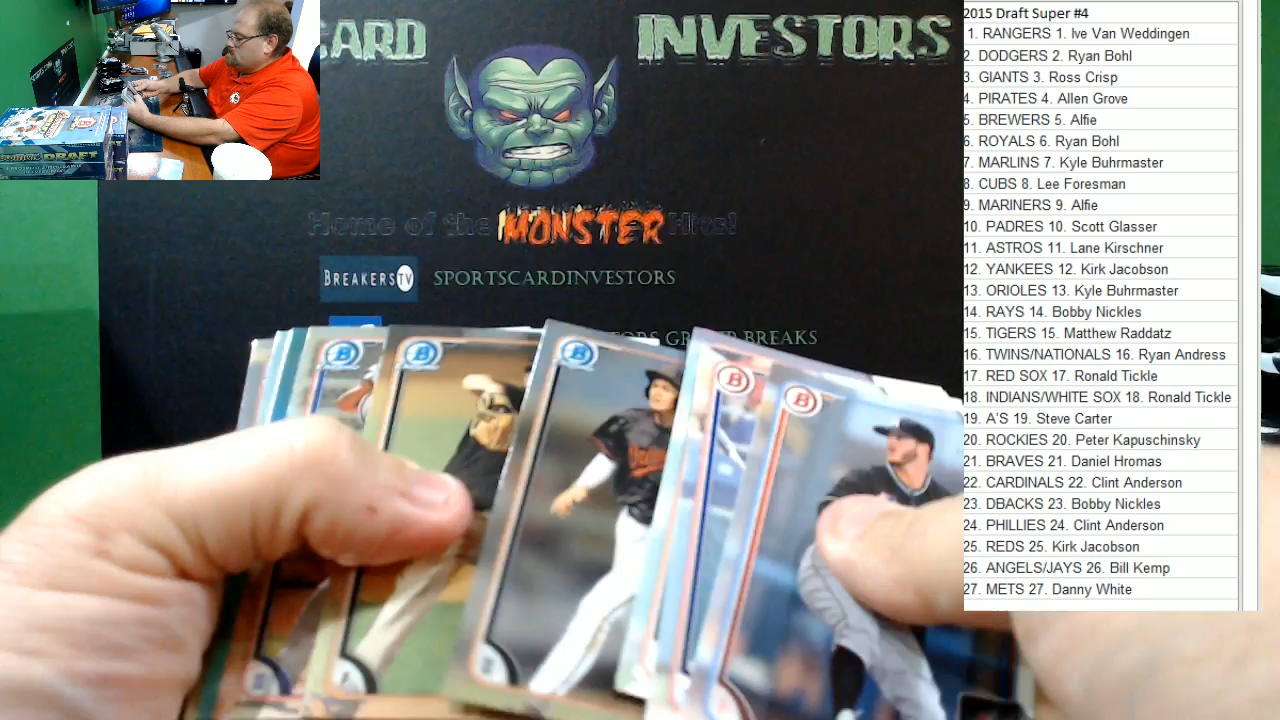 CARD INVESTORS
Home of the MONSTER Hits!
BREAKERS TV SPORTSCARDINVESTORS
GROUP BREAKS
DRAFT
2015 Draft Super #4
1. RANGERS 1. Ive Van Weddingen
2. DODGERS 2. Ryan Bohl
3. GIANTS 3. Ross Crisp
4. PIRATES 4. Allen Grove
5. BREWERS 5. Alfie
6. ROYALS 6. Ryan Bohl
7. MARLINS 7. Kyle Buhrmaster
8. CUBS 8. Lee Foresman
9. MARINERS 9. Alfie
10. PADRES 10. Scott Glasser
11. ASTROS 11. Lane Kirschner
12. YANKEES 12. Kirk Jacobson
13. ORIOLES 13. Kyle Buhrmaster
14. RAYS 14. Bobby Nickles
15. TIGERS 15. Matthew Raddatz
16. TWINS/NATIONALS 16. Ryan Andress
17. RED SOX 17. Ronald Tickle
18. INDIANS/WHITE SOX 18. Ronald Tickle
19. A'S 19. Steve Carter
20. ROCKIES 20. Peter Kapuschinsky
21. BRAVES 21. Daniel Hromas
22. CARDINALS 22. Clint Anderson
23. DBACKS 23. Bobby Nickles
24. PHILLIES 24. Clint Anderson
25. REDS 25. Kirk Jacobson
26. ANGELS/JAYS 26. Bill Kemp
27. METS 27. Danny White